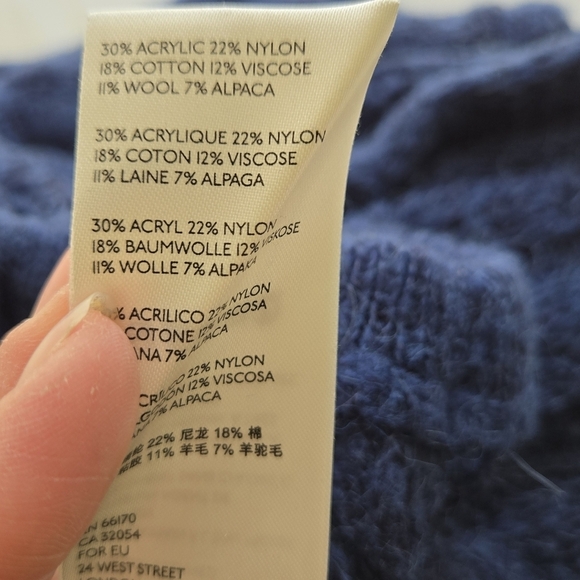 30% ACRYLIC 22% NYLON
18% COTTON 12% VISCOSE
11% WOOL 7% ALPACA
30% ACRYLIQUE 22% NYLON
18% COTON 12% VISCOSE
11% LAINE 7% ALPAGA
30% ACRYL 22% NYLON
18% BAUMWOLLE 12% VISKOSE
11% WOLLE 7% ALPAKA
% ACRILICO 22% NYLON
COTONE 12% VISCOSA
ANA 7% ALPACA
22% NYLON
12% VISCOSA
7% ALPACA
22% 尼龙 18% 棉
11% 羊毛 7% 羊驼毛
66170
CA 32054
FOR EU
24 WEST STREET